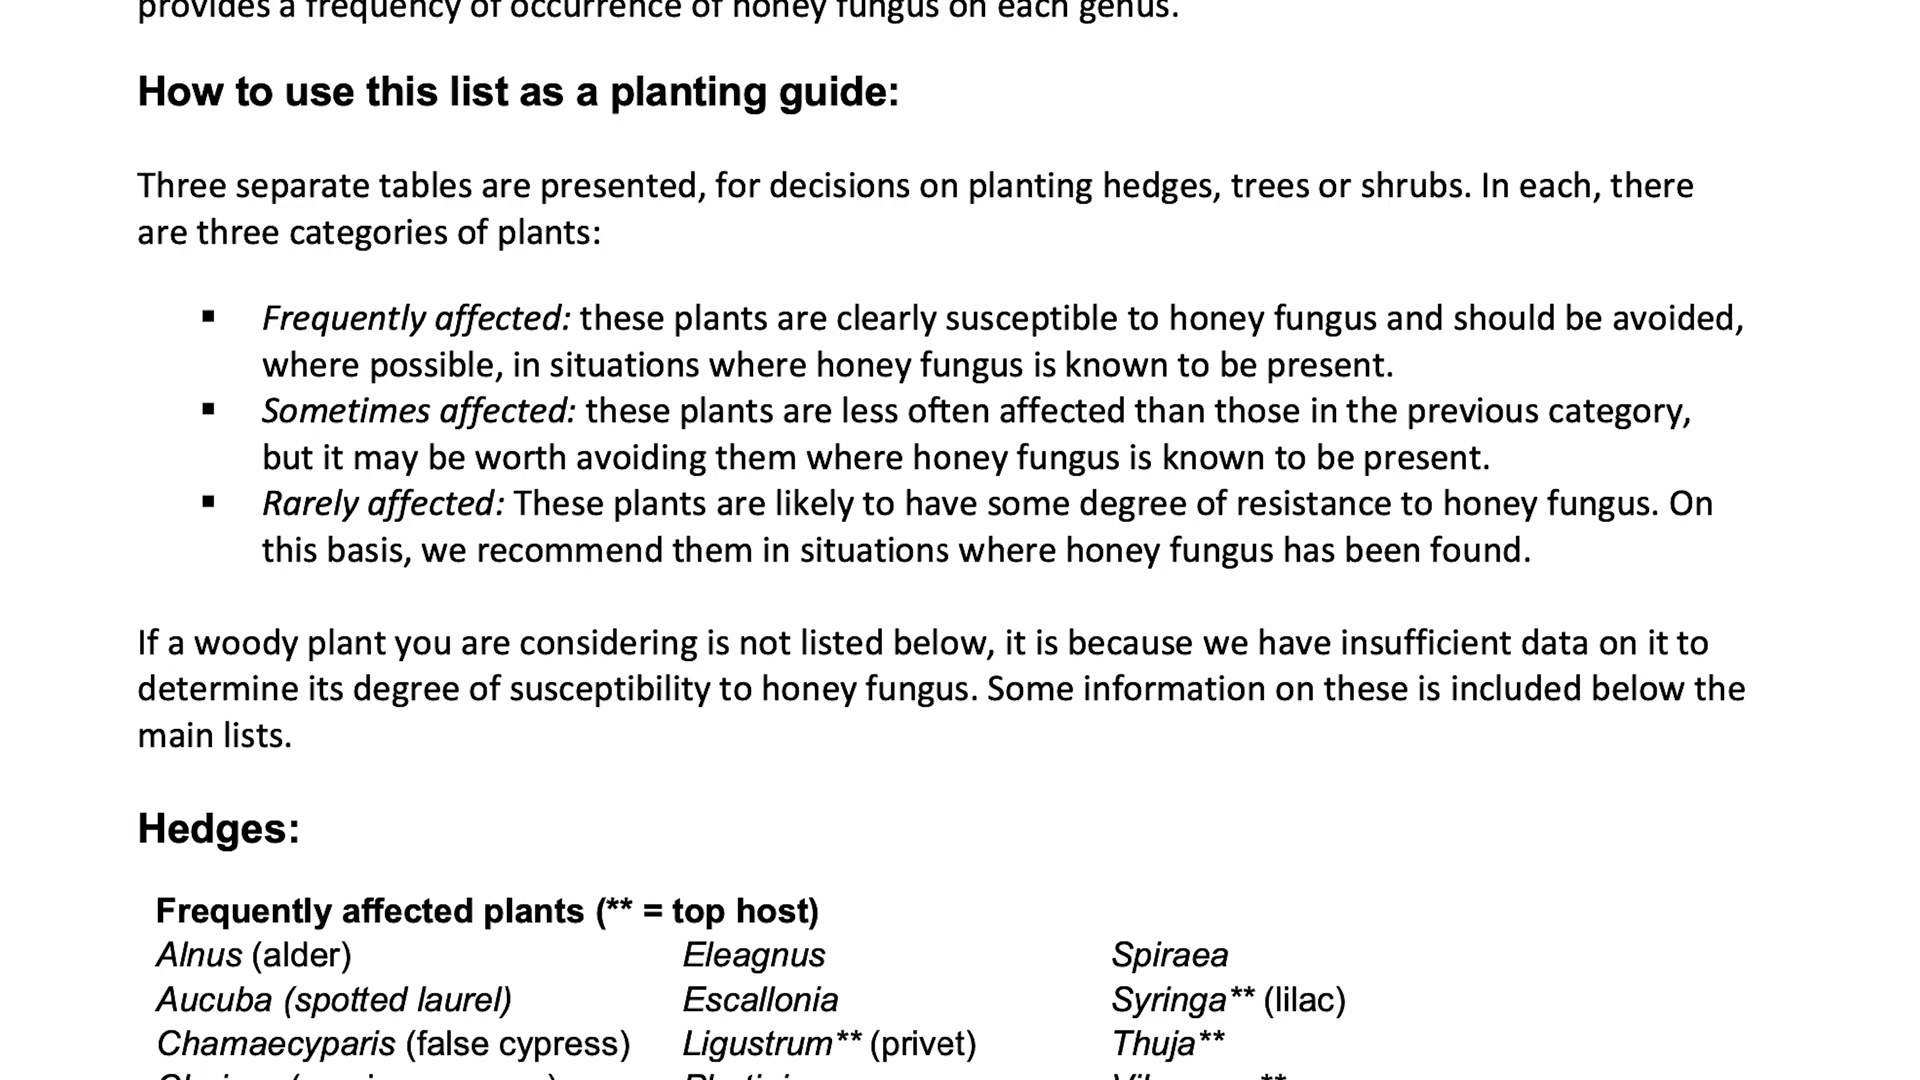 provides a frequency of occurrence of honey fungus on each genus.
How to use this list as a planting guide:
Three separate tables are presented, for decisions on planting hedges, trees or shrubs. In each, there
are three categories of plants:
▪ Frequently affected: these plants are clearly susceptible to honey fungus and should be avoided,
where possible, in situations where honey fungus is known to be present.
▪ Sometimes affected: these plants are less often affected than those in the previous category,
but it may be worth avoiding them where honey fungus is known to be present.
▪ Rarely affected: These plants are likely to have some degree of resistance to honey fungus. On
this basis, we recommend them in situations where honey fungus has been found.
If a woody plant you are considering is not listed below, it is because we have insufficient data on it to
determine its degree of susceptibility to honey fungus. Some information on these is included below the
main lists.
Hedges:
Frequently affected plants (** = top host)
Alnus (alder) Eleagnus Spiraea
Aucuba (spotted laurel) Escallonia Syringa** (lilac)
Chamaecyparis (false cypress) Ligustrum** (privet) Thuja**